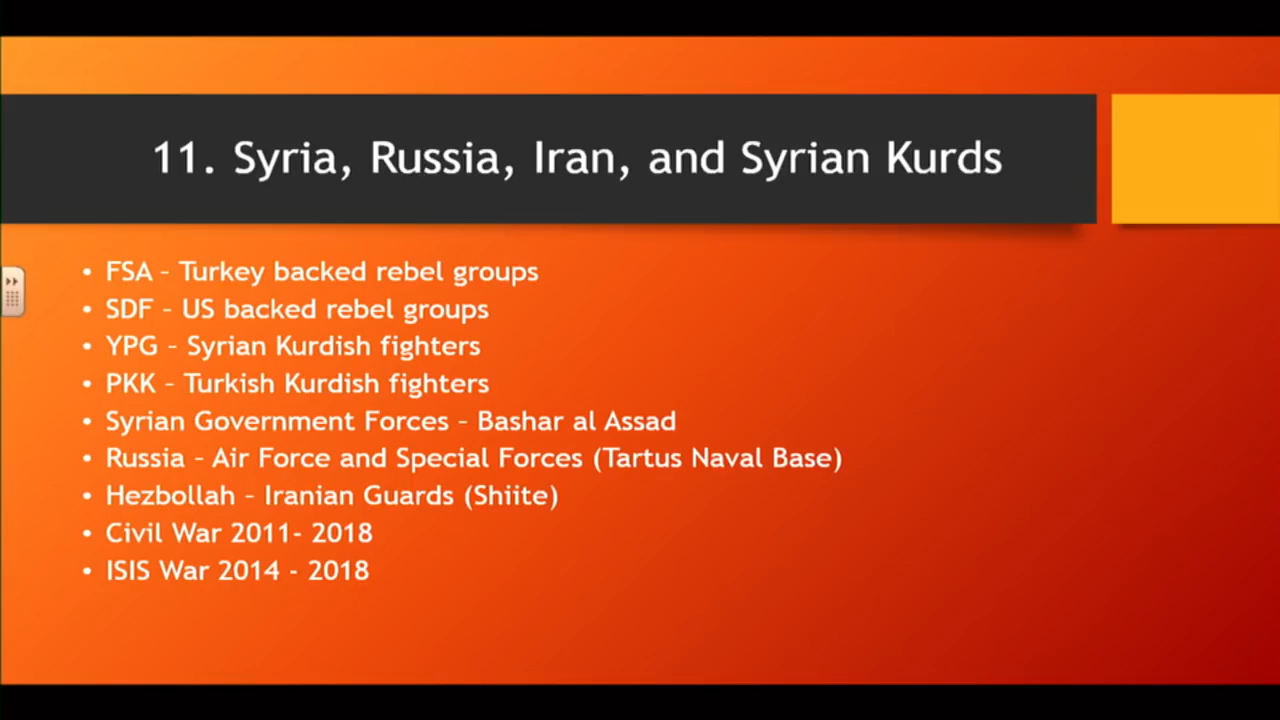 11. Syria, Russia, Iran, and Syrian Kurds
• FSA – Turkey backed rebel groups
• SDF – US backed rebel groups
• YPG – Syrian Kurdish fighters
• PKK – Turkish Kurdish fighters
• Syrian Government Forces – Bashar al Assad
• Russia – Air Force and Special Forces (Tartus Naval Base)
• Hezbollah – Iranian Guards (Shiite)
• Civil War 2011- 2018
• ISIS War 2014 - 2018